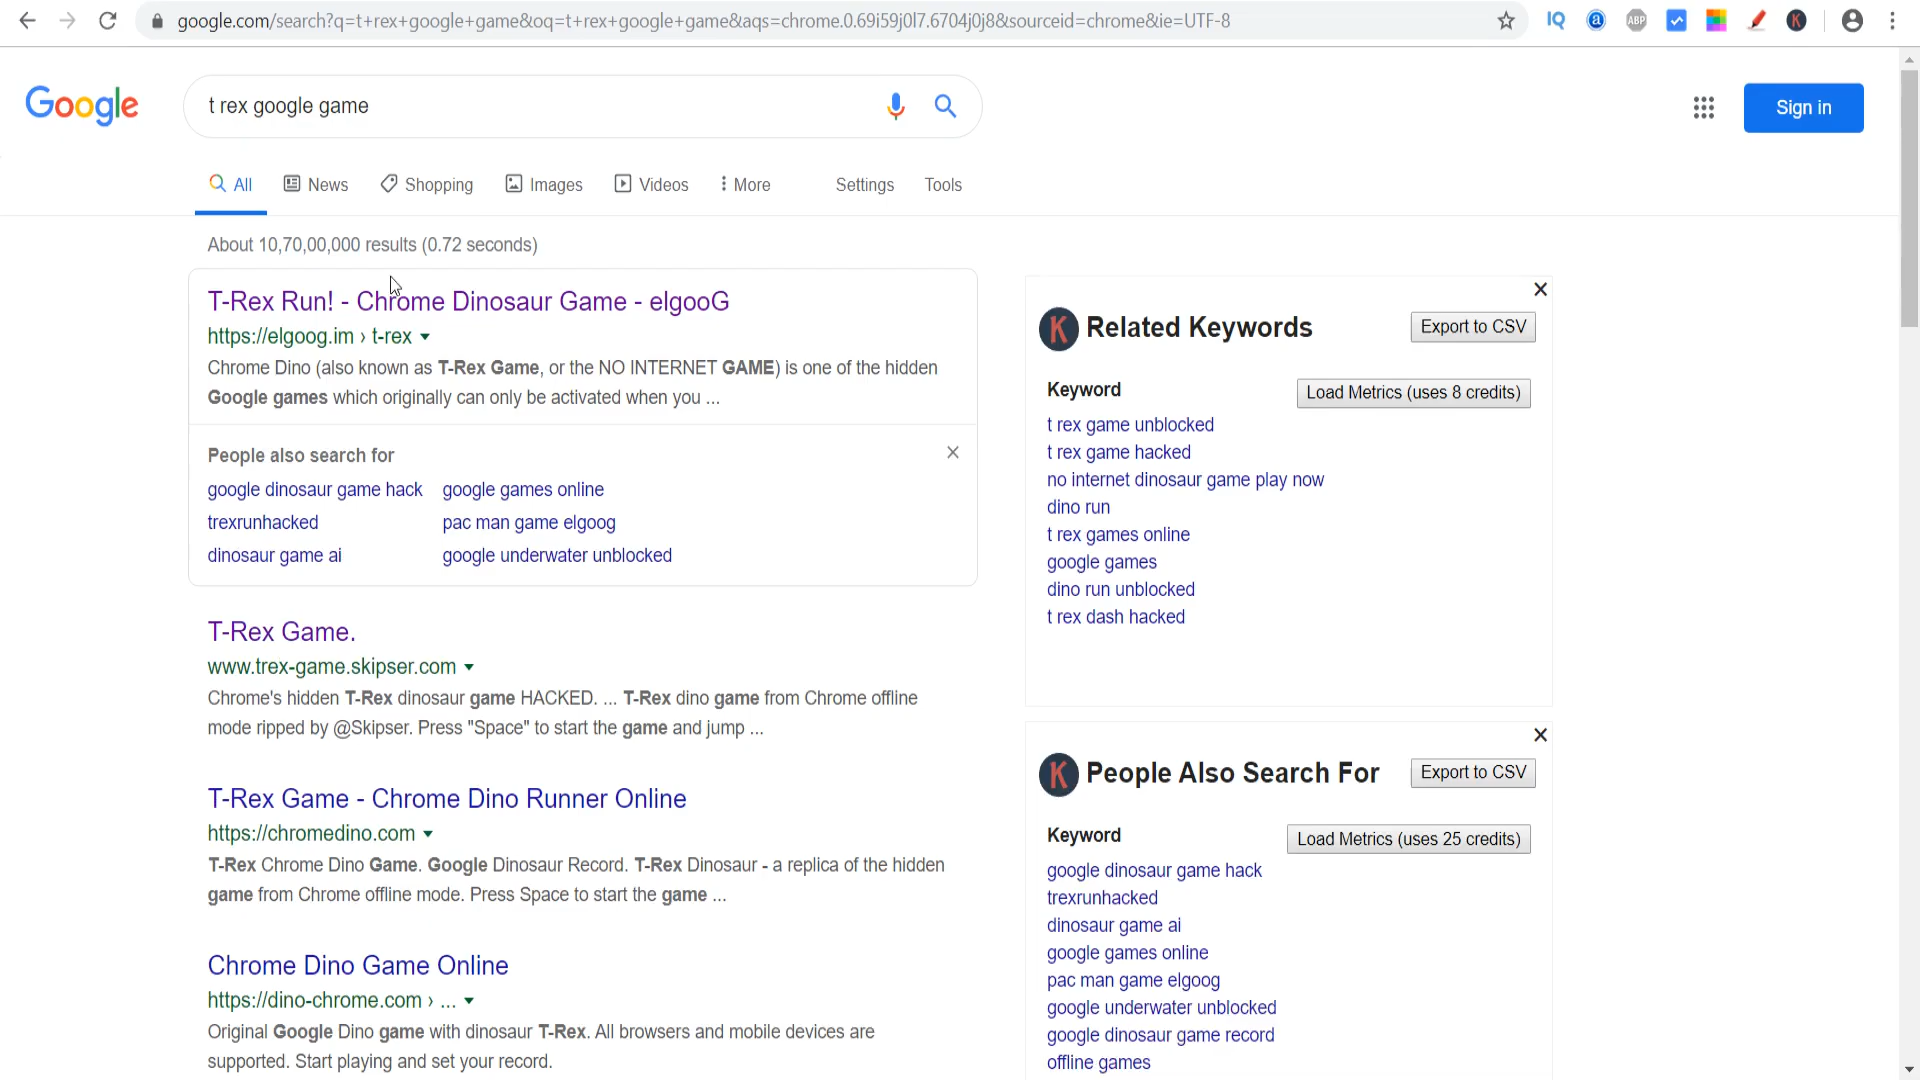 google.com/search?q=t+rex+google+game&oq=t+rex+google+game&aqs=chrome.0.69i59j0l7.6704j0j8&sourceid=chrome&ie=UTF-8
IQ
a
ABP
K
Google
t rex google game
Sign in
All
News
Shopping
Images
Videos
More
Settings
Tools
About 10,70,00,000 results (0.72 seconds)
T-Rex Run! - Chrome Dinosaur Game - elgooG
https://elgoog.im › t-rex
Chrome Dino (also known as T-Rex Game, or the NO INTERNET GAME) is one of the hidden
Google games which originally can only be activated when you ...
People also search for
google dinosaur game hack
google games online
trexrunhacked
pac man game elgoog
dinosaur game ai
google underwater unblocked
T-Rex Game.
www.trex-game.skipser.com
Chrome's hidden T-Rex dinosaur game HACKED. ... T-Rex dino game from Chrome offline
mode ripped by @Skipser. Press "Space" to start the game and jump ...
T-Rex Game - Chrome Dino Runner Online
https://chromedino.com
T-Rex Chrome Dino Game. Google Dinosaur Record. T-Rex Dinosaur - a replica of the hidden
game from Chrome offline mode. Press Space to start the game ...
Chrome Dino Game Online
https://dino-chrome.com › ...
Original Google Dino game with dinosaur T-Rex. All browsers and mobile devices are
supported. Start playing and set your record.
K Related Keywords
Export to CSV
Keyword
Load Metrics (uses 8 credits)
t rex game unblocked
t rex game hacked
no internet dinosaur game play now
dino run
t rex games online
google games
dino run unblocked
t rex dash hacked
K People Also Search For
Export to CSV
Keyword
Load Metrics (uses 25 credits)
google dinosaur game hack
trexrunhacked
dinosaur game ai
google games online
pac man game elgoog
google underwater unblocked
google dinosaur game record
offline games